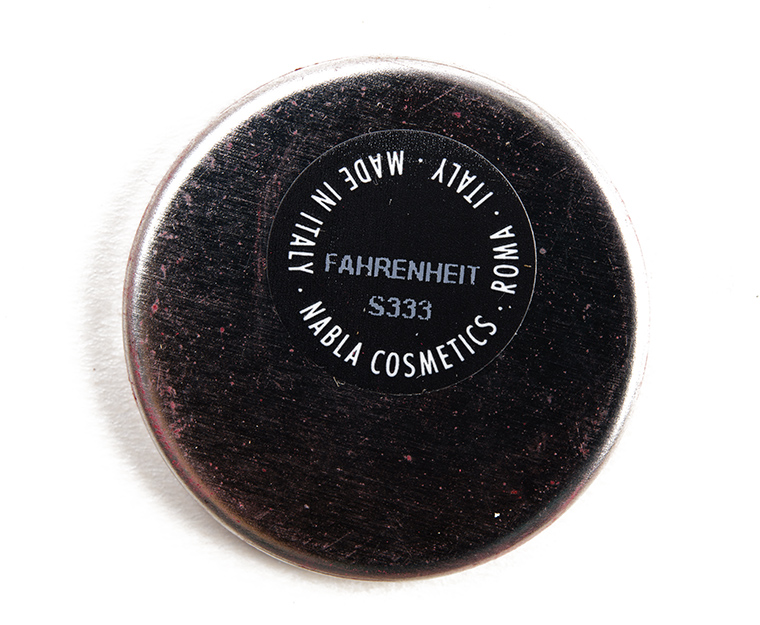 FAHRENHEIT
S333
NABLA COSMETICS · ROMA · ITALY · MADE IN ITALY ·